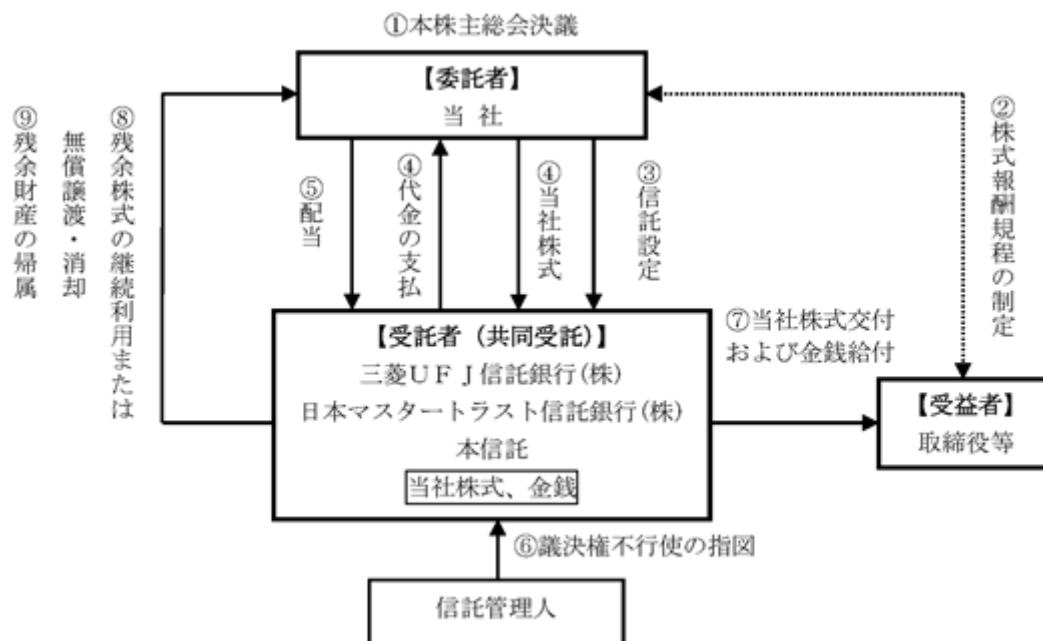 ①本株主総会決議
【委託者】
当 社
⑨残余財産の帰属
⑧残余株式の継続利用または
無償譲渡・消却
⑤配当
④代金の支払
④当社株式
③信託設定
②株式報酬規程の制定
【受託者（共同受託）】
三菱ＵＦＪ信託銀行(株)
日本マスタートラスト信託銀行(株)
本信託
当社株式、金銭
⑦当社株式交付
および金銭給付
【受益者】
取締役等
⑥議決権不行使の指図
信託管理人